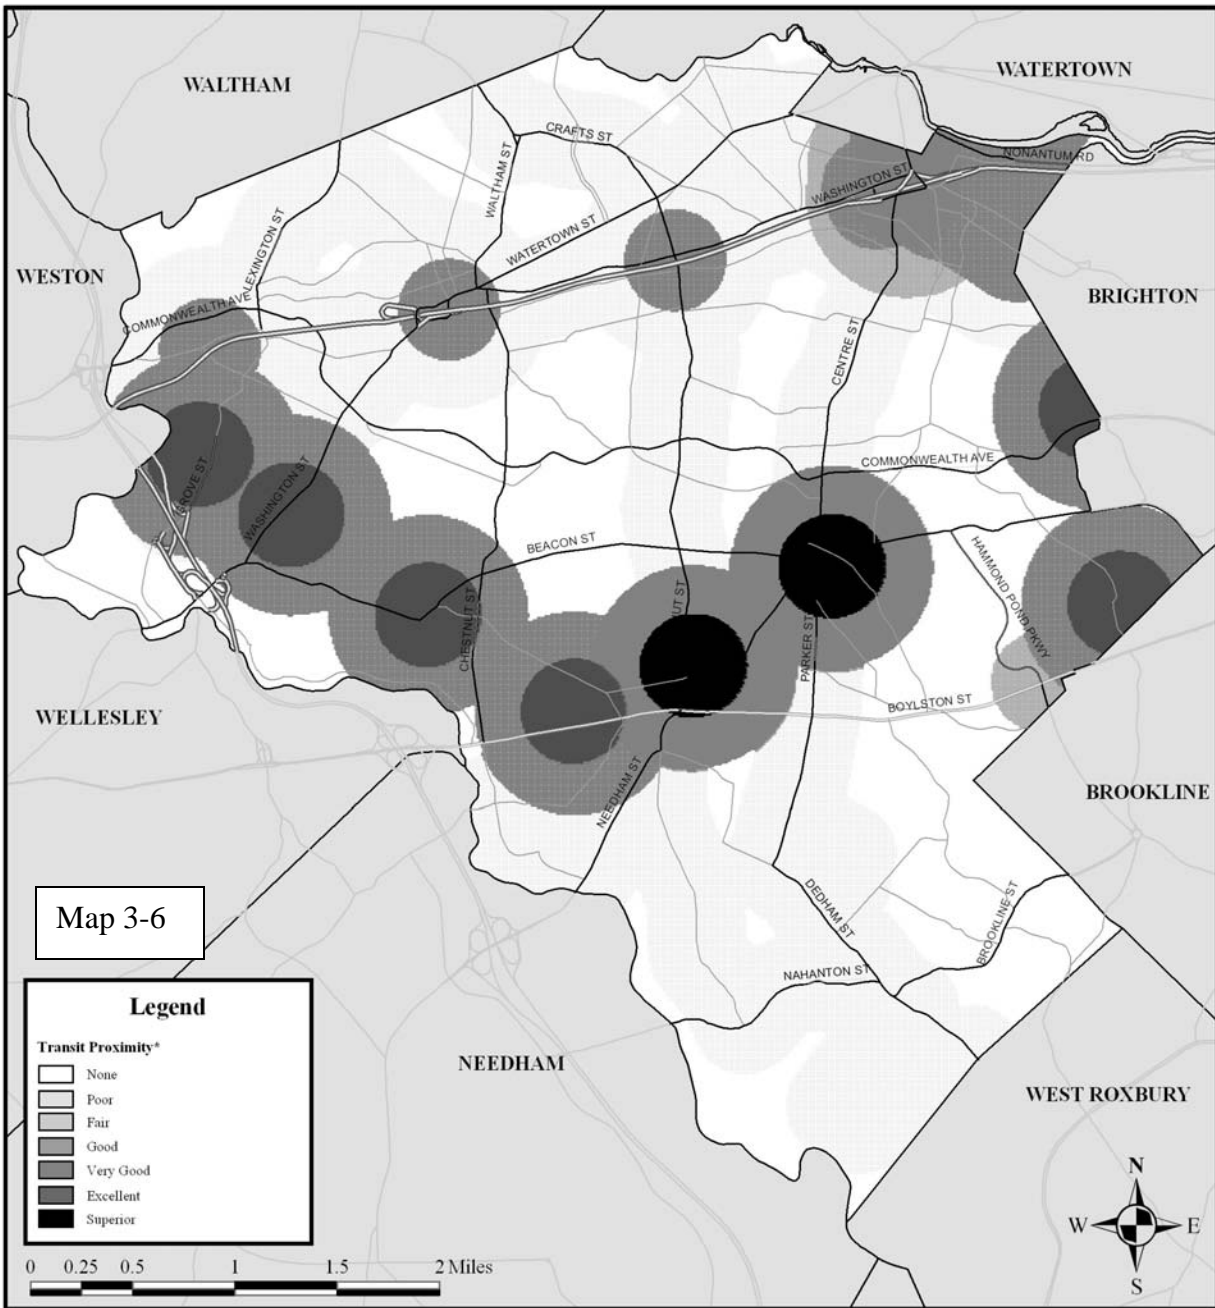 WALTHAM
WATERTOWN
CRAFTS ST
NONANTUM RD
WALTHAM ST
WASHINGTON ST
LEXINGTON ST
WATERTOWN ST
WESTON
COMMONWEALTH AVE
BRIGHTON
CENTRE ST
COMMONWEALTH AVE
GROVE ST
WASHINGTON ST
BEACON ST
HAMMOND POND PKWY
CHESTNUT ST
UT ST
PARKER ST
WELLESLEY
BOYLSTON ST
NEEDHAM ST
BROOKLINE
Map 3-6
DEDHAM ST
BROOKLINE ST
NAHANTON ST
Legend
Transit Proximity*
None
Poor
Fair
Good
Very Good
Excellent
Superior
NEEDHAM
WEST ROXBURY
N
W E
S
0 0.25 0.5 1 1.5 2 Miles